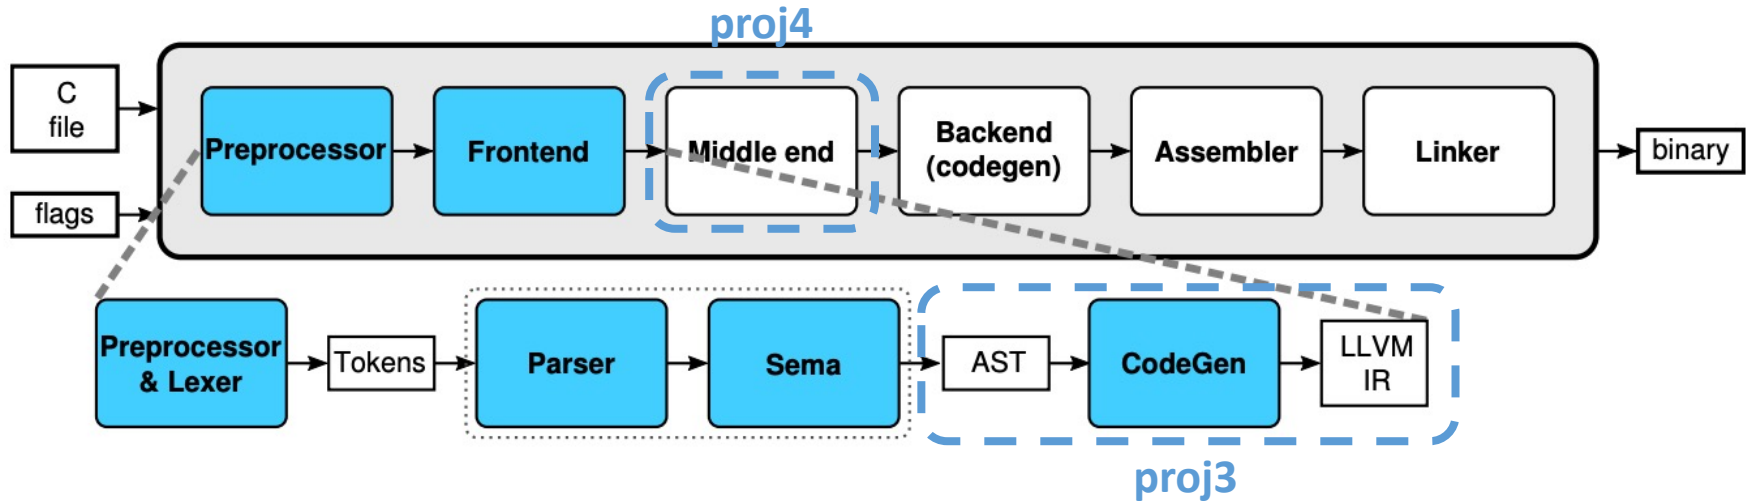 proj4
C
file
flags
Preprocessor
Frontend
Middle end
Backend
(codegen)
Assembler
Linker
binary
Preprocessor
& Lexer
Tokens
Parser
Sema
AST
CodeGen
LLVM
IR
proj3